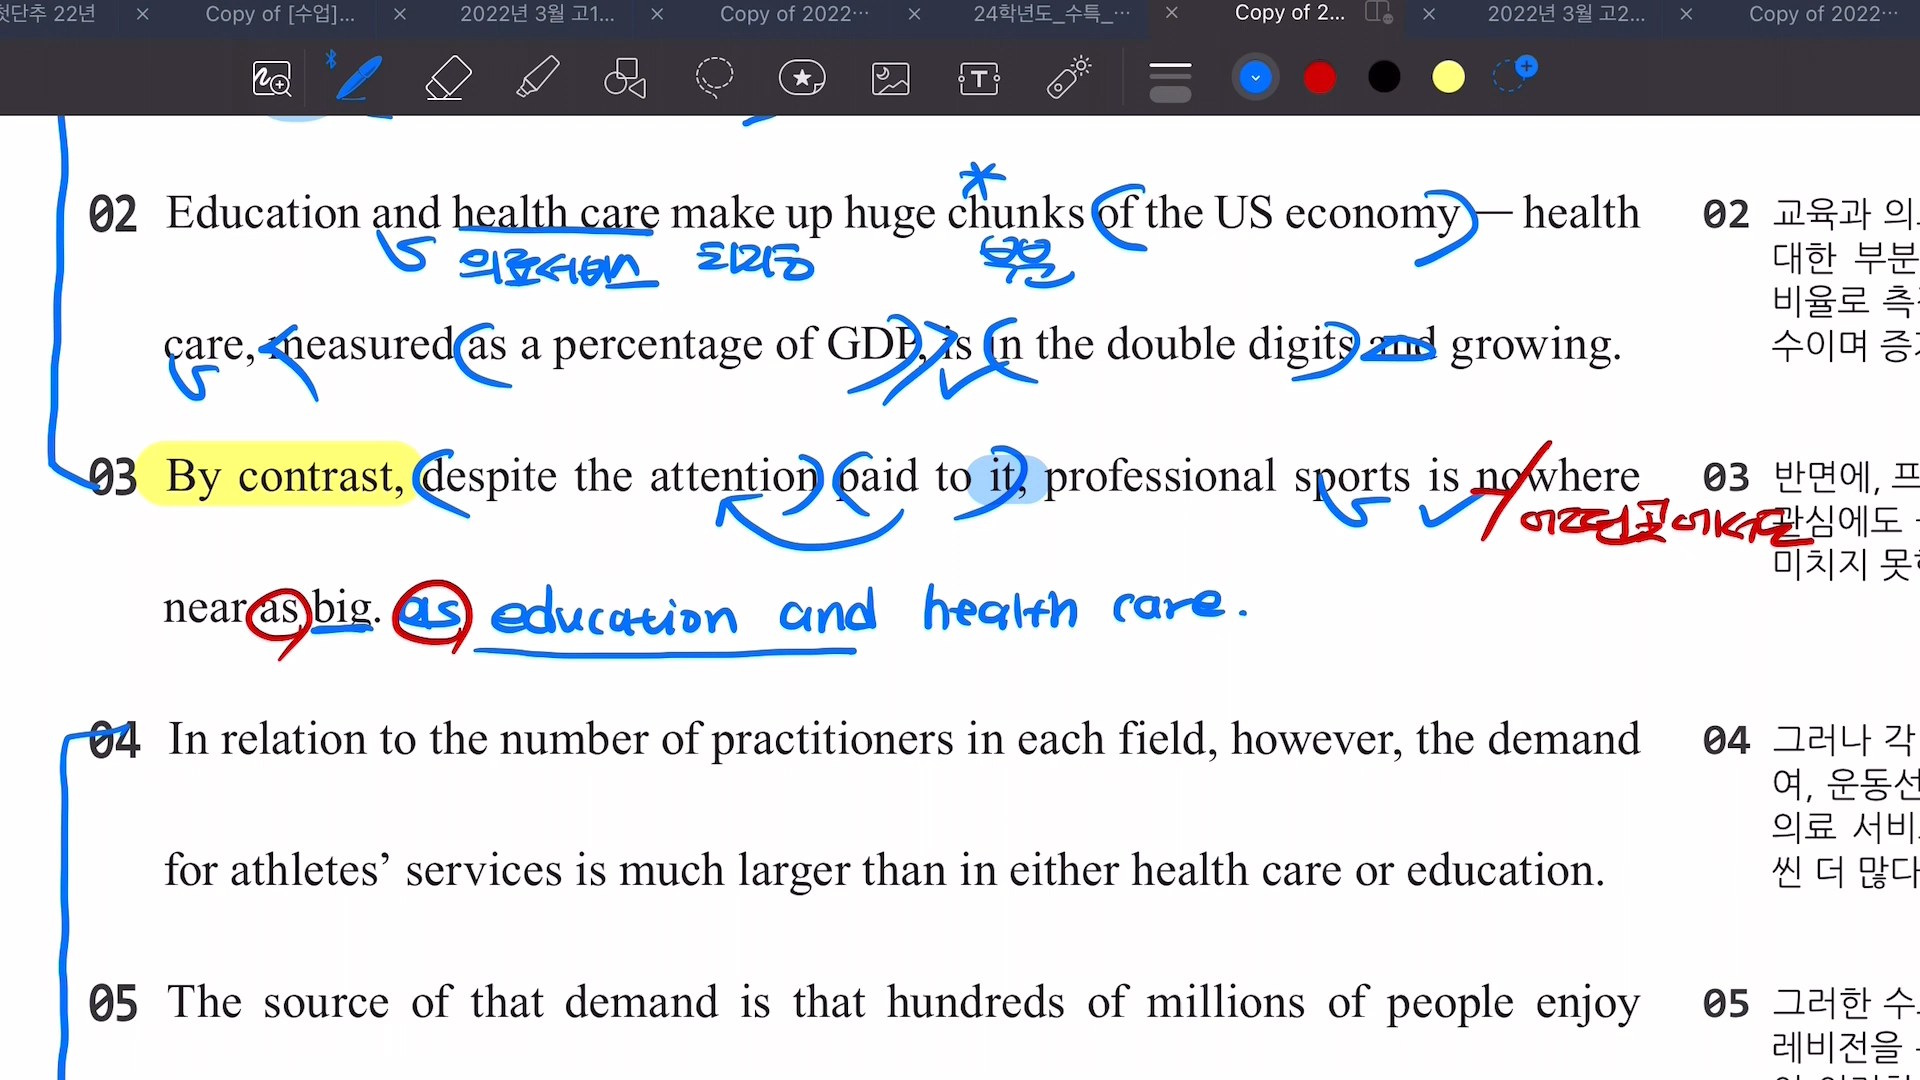 첫단추 22년
Copy of [수업]...
2022년 3월 고1...
Copy of 2022...
24학년도_수특_...
Copy of 2...
2022년 3월 고2...
Copy of 2022...
T
02 Education and health care make up huge chunks of the US economy — health
의료서비스 차지하 부분
care, measured as a percentage of GDP, is in the double digits and growing.
03 By contrast, despite the attention paid to it, professional sports is nowhere
어떠한 곳에서도
near as big. as education and health care.
04 In relation to the number of practitioners in each field, however, the demand
for athletes’ services is much larger than in either health care or education.
05 The source of that demand is that hundreds of millions of people enjoy
02 교육과 의
대한 부분
비율로 측
수이며 증
03 반면에, 프
관심에도
미치지 못
04 그러나 각
여, 운동선
의료 서비
씬 더 많다
05 그러한 수
레비전을